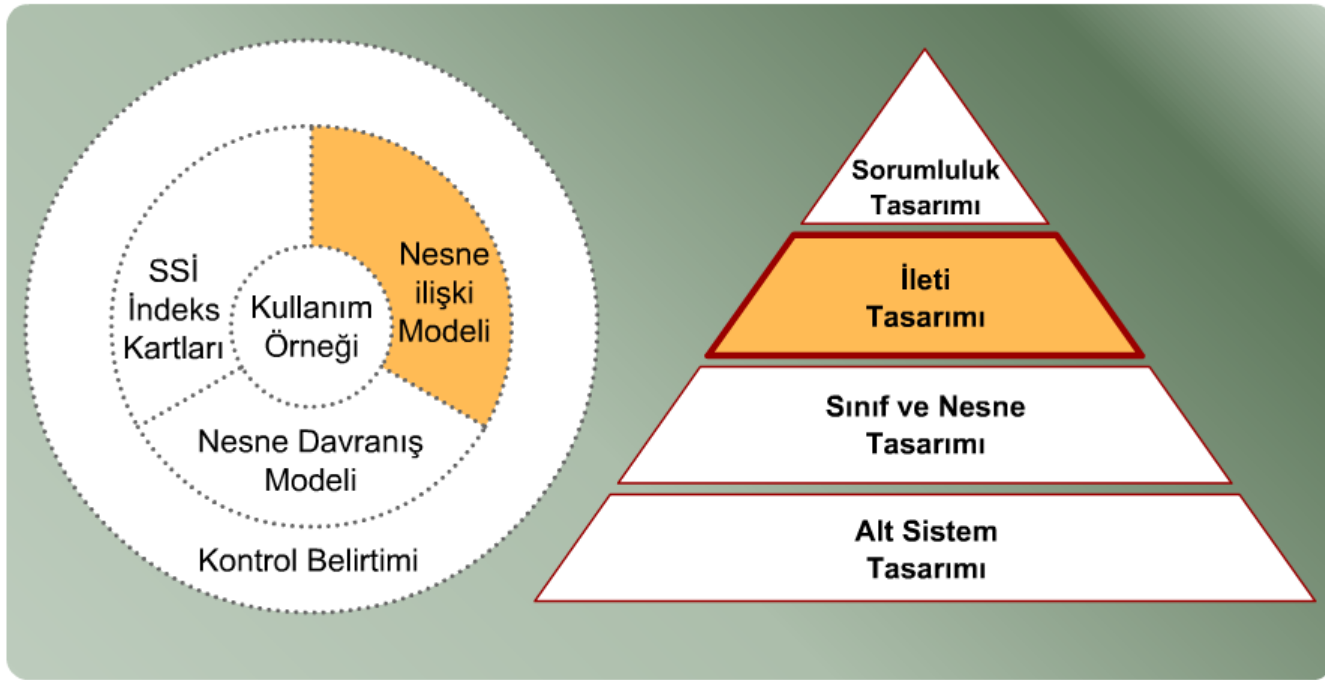 SSİ
İndeks
Kartları
Kullanım
Örneği
Nesne
ilişki
Modeli
Nesne Davranış
Modeli
Kontrol Belirtimi
Sorumluluk
Tasarımı
İleti
Tasarımı
Sınıf ve Nesne
Tasarımı
Alt Sistem
Tasarımı